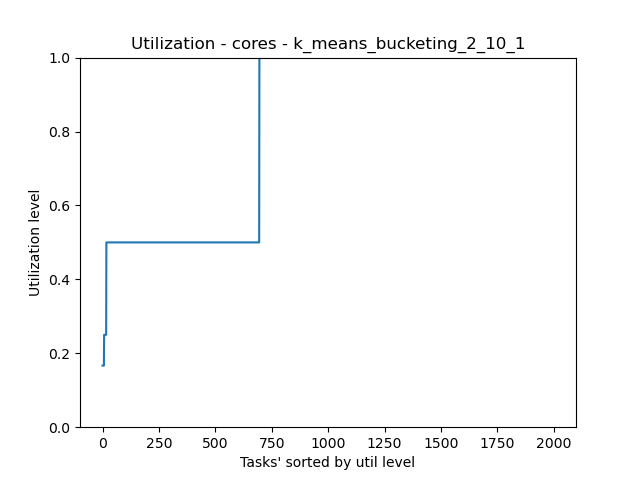 Utilization - cores - k_means_bucketing_2_10_1
1.0
0.8
0.6
0.4
0.2
0.0
Utilization level
0 250 500 750 1000 1250 1500 1750 2000
Tasks' sorted by util level